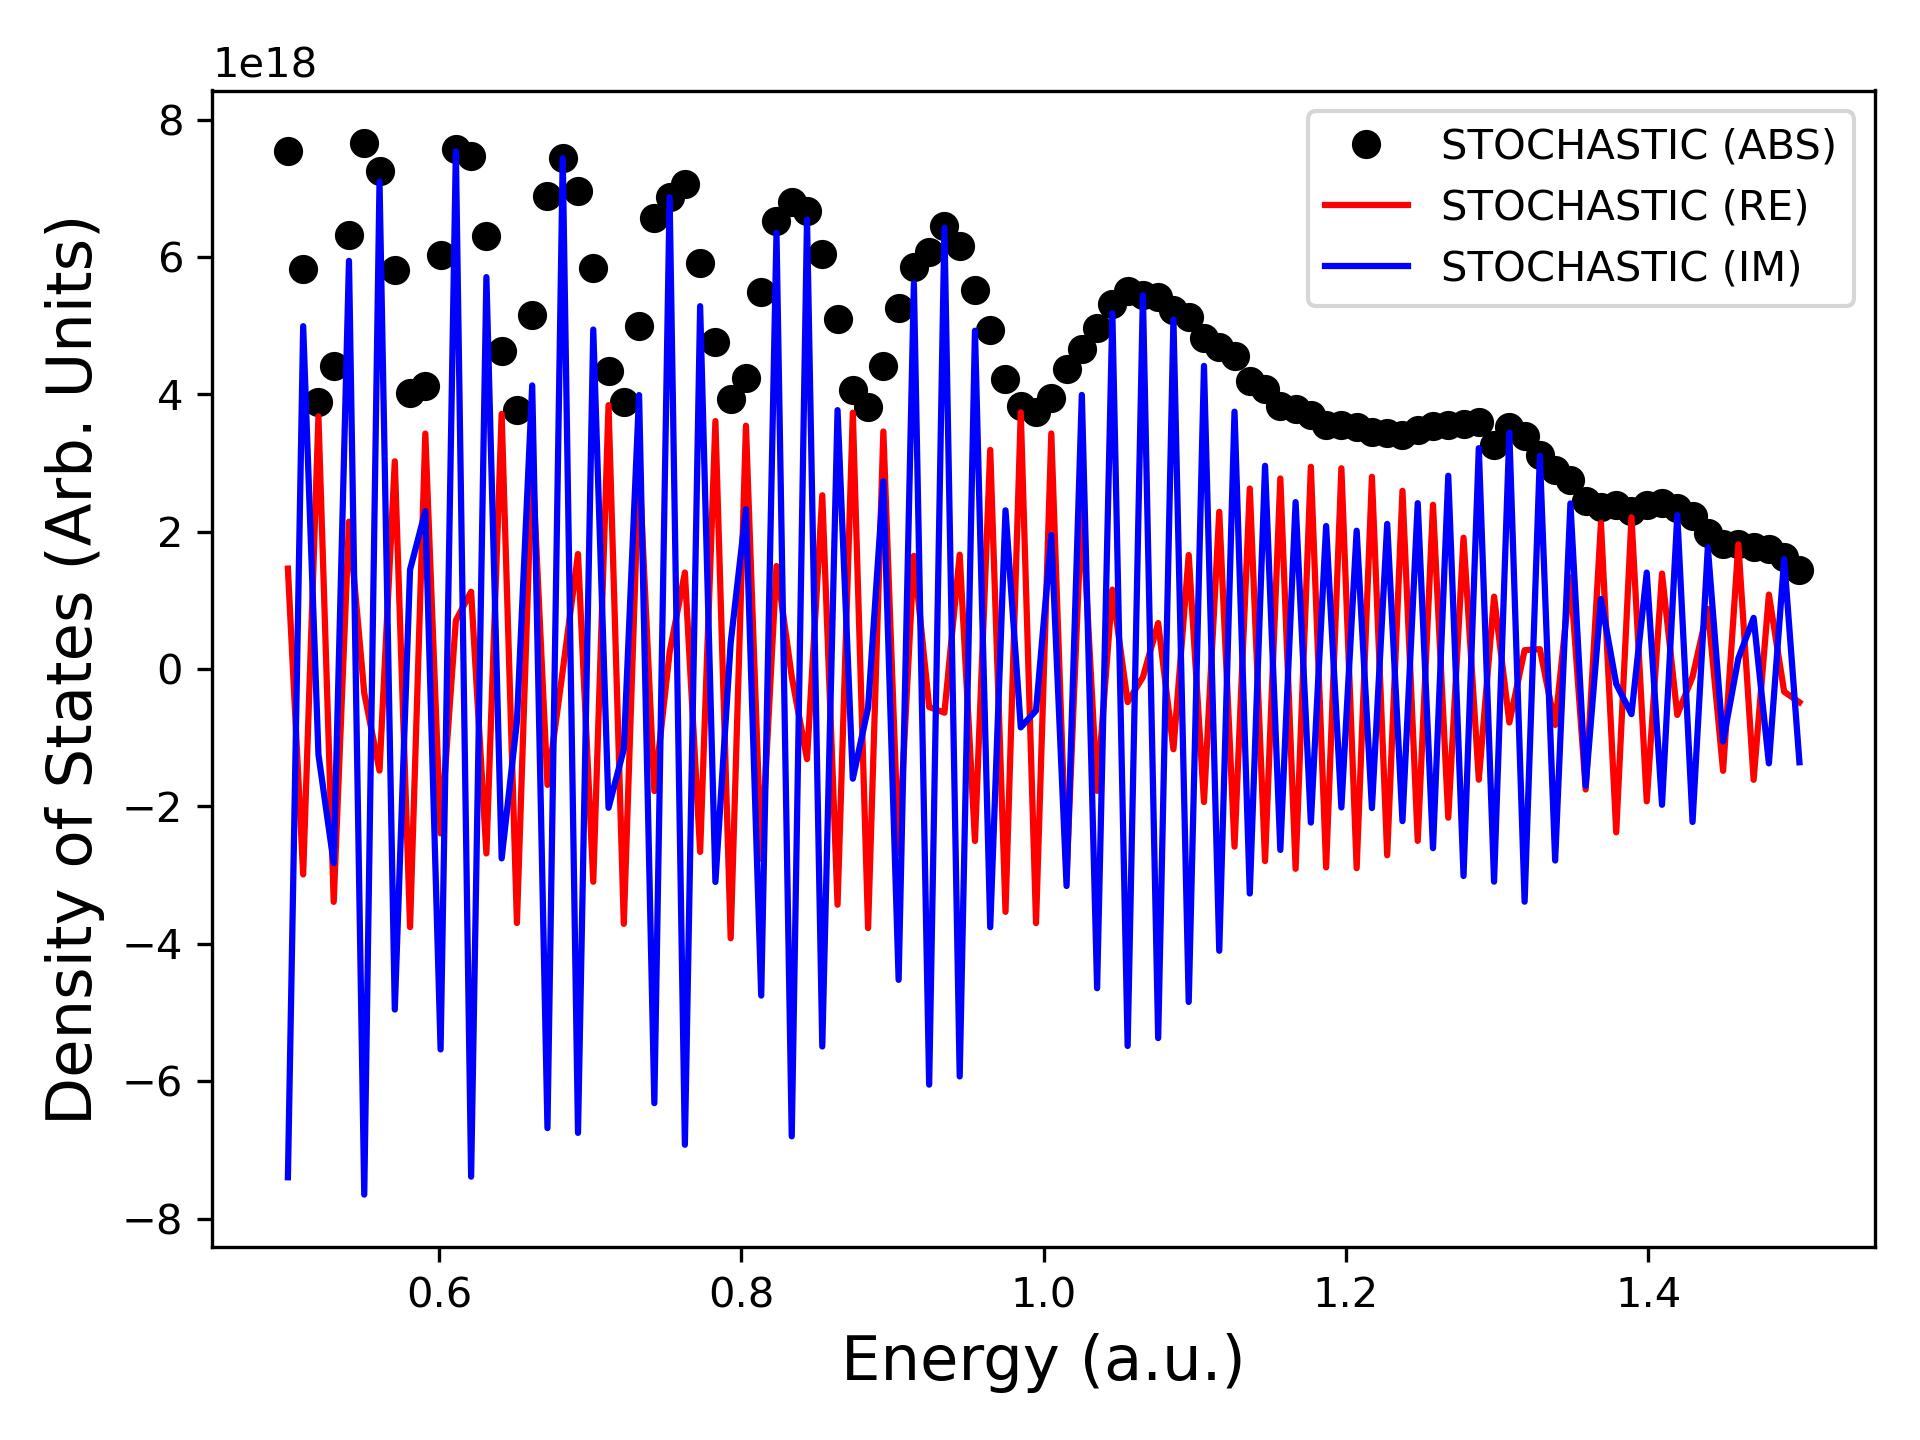 1e18
8
6
4
2
0
−2
−4
−6
−8
Density of States (Arb. Units)
STOCHASTIC (ABS)
STOCHASTIC (RE)
STOCHASTIC (IM)
0.6
0.8
1.0
1.2
1.4
Energy (a.u.)